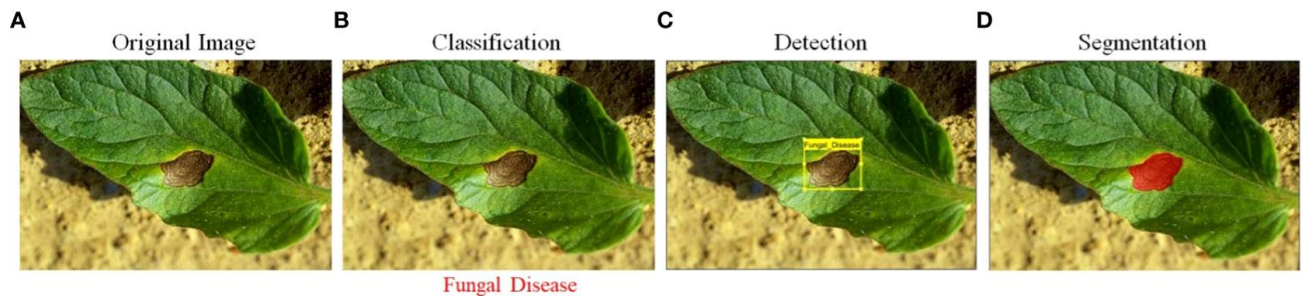 A
B
C
D
Original Image
Classification
Detection
Segmentation
Fungal_Disease
Fungal Disease